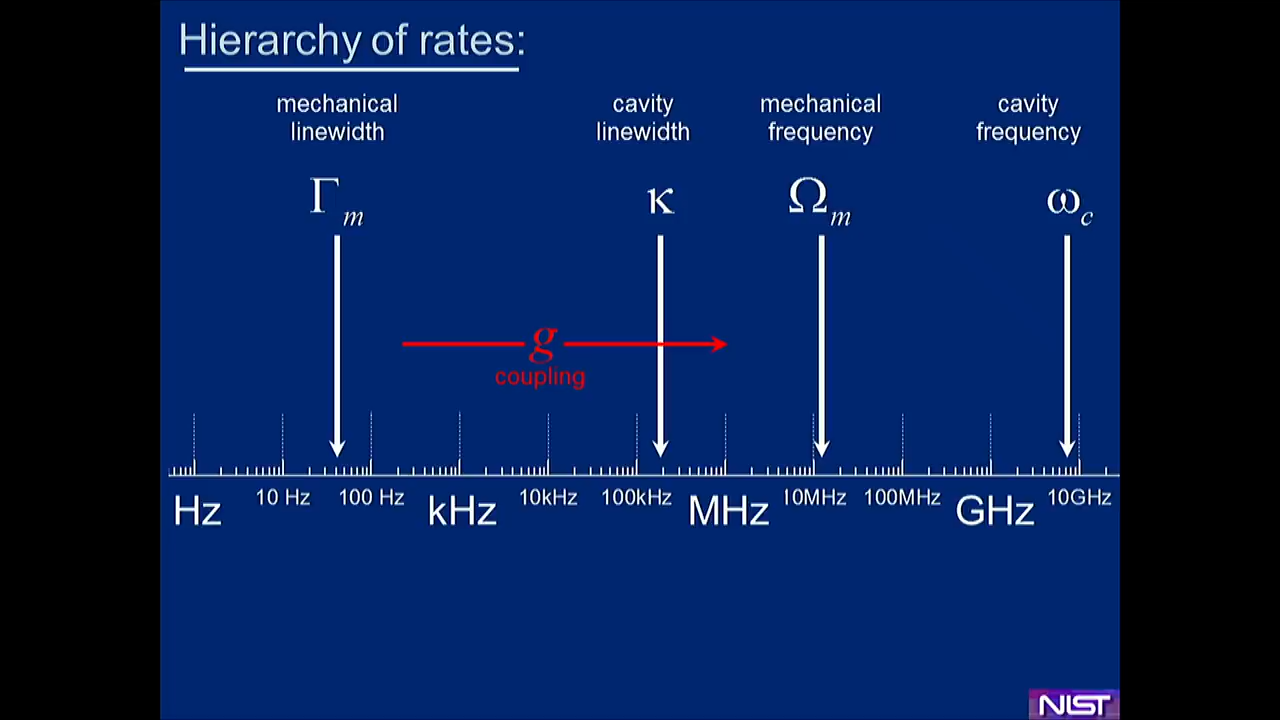 Hierarchy of rates:
mechanical linewidth
cavity linewidth
mechanical frequency
cavity frequency
Γm
κ
Ωm
ωc
g
coupling
Hz 10 Hz 100 Hz kHz 10kHz 100kHz MHz 10MHz 100MHz GHz 10GHz
NIST